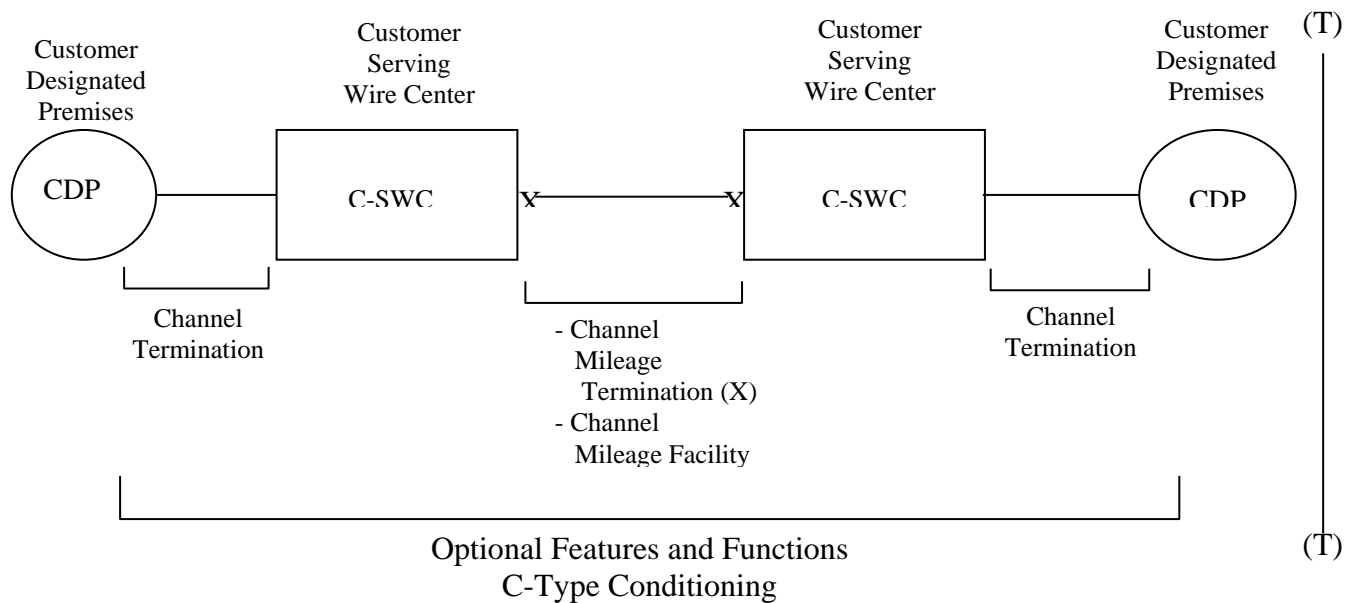 Customer
Designated
Premises
Customer
Serving
Wire Center
Customer
Serving
Wire Center
Customer
Designated
Premises
(T)
CDP
C-SWC
X
X
C-SWC
CDP
Channel
Termination
- Channel
Mileage
Termination (X)
- Channel
Mileage Facility
Channel
Termination
Optional Features and Functions
C-Type Conditioning
(T)